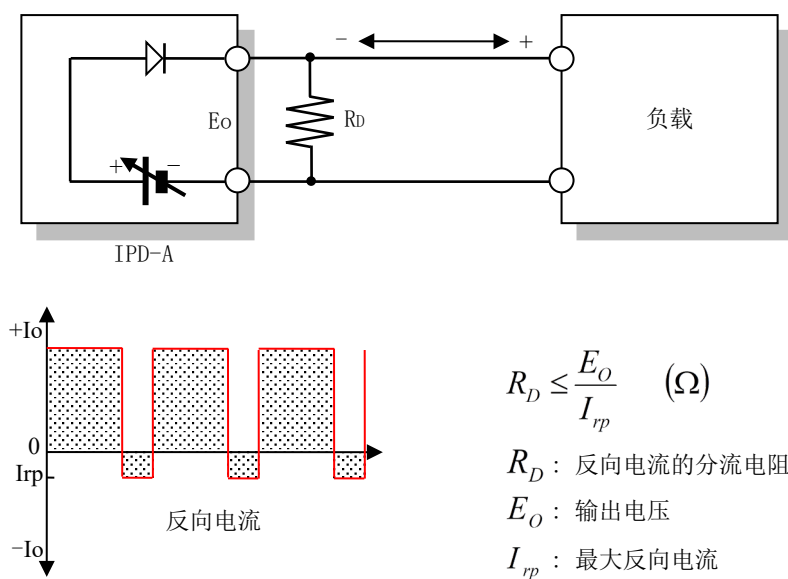 − +
Eo
RD
负载
+ −
IPD-A
+Io
0
Irp
−Io
反向电流
R_D ≤ E_O / I_rp (Ω)
R_D : 反向电流的分流电阻
E_O : 输出电压
I_rp : 最大反向电流